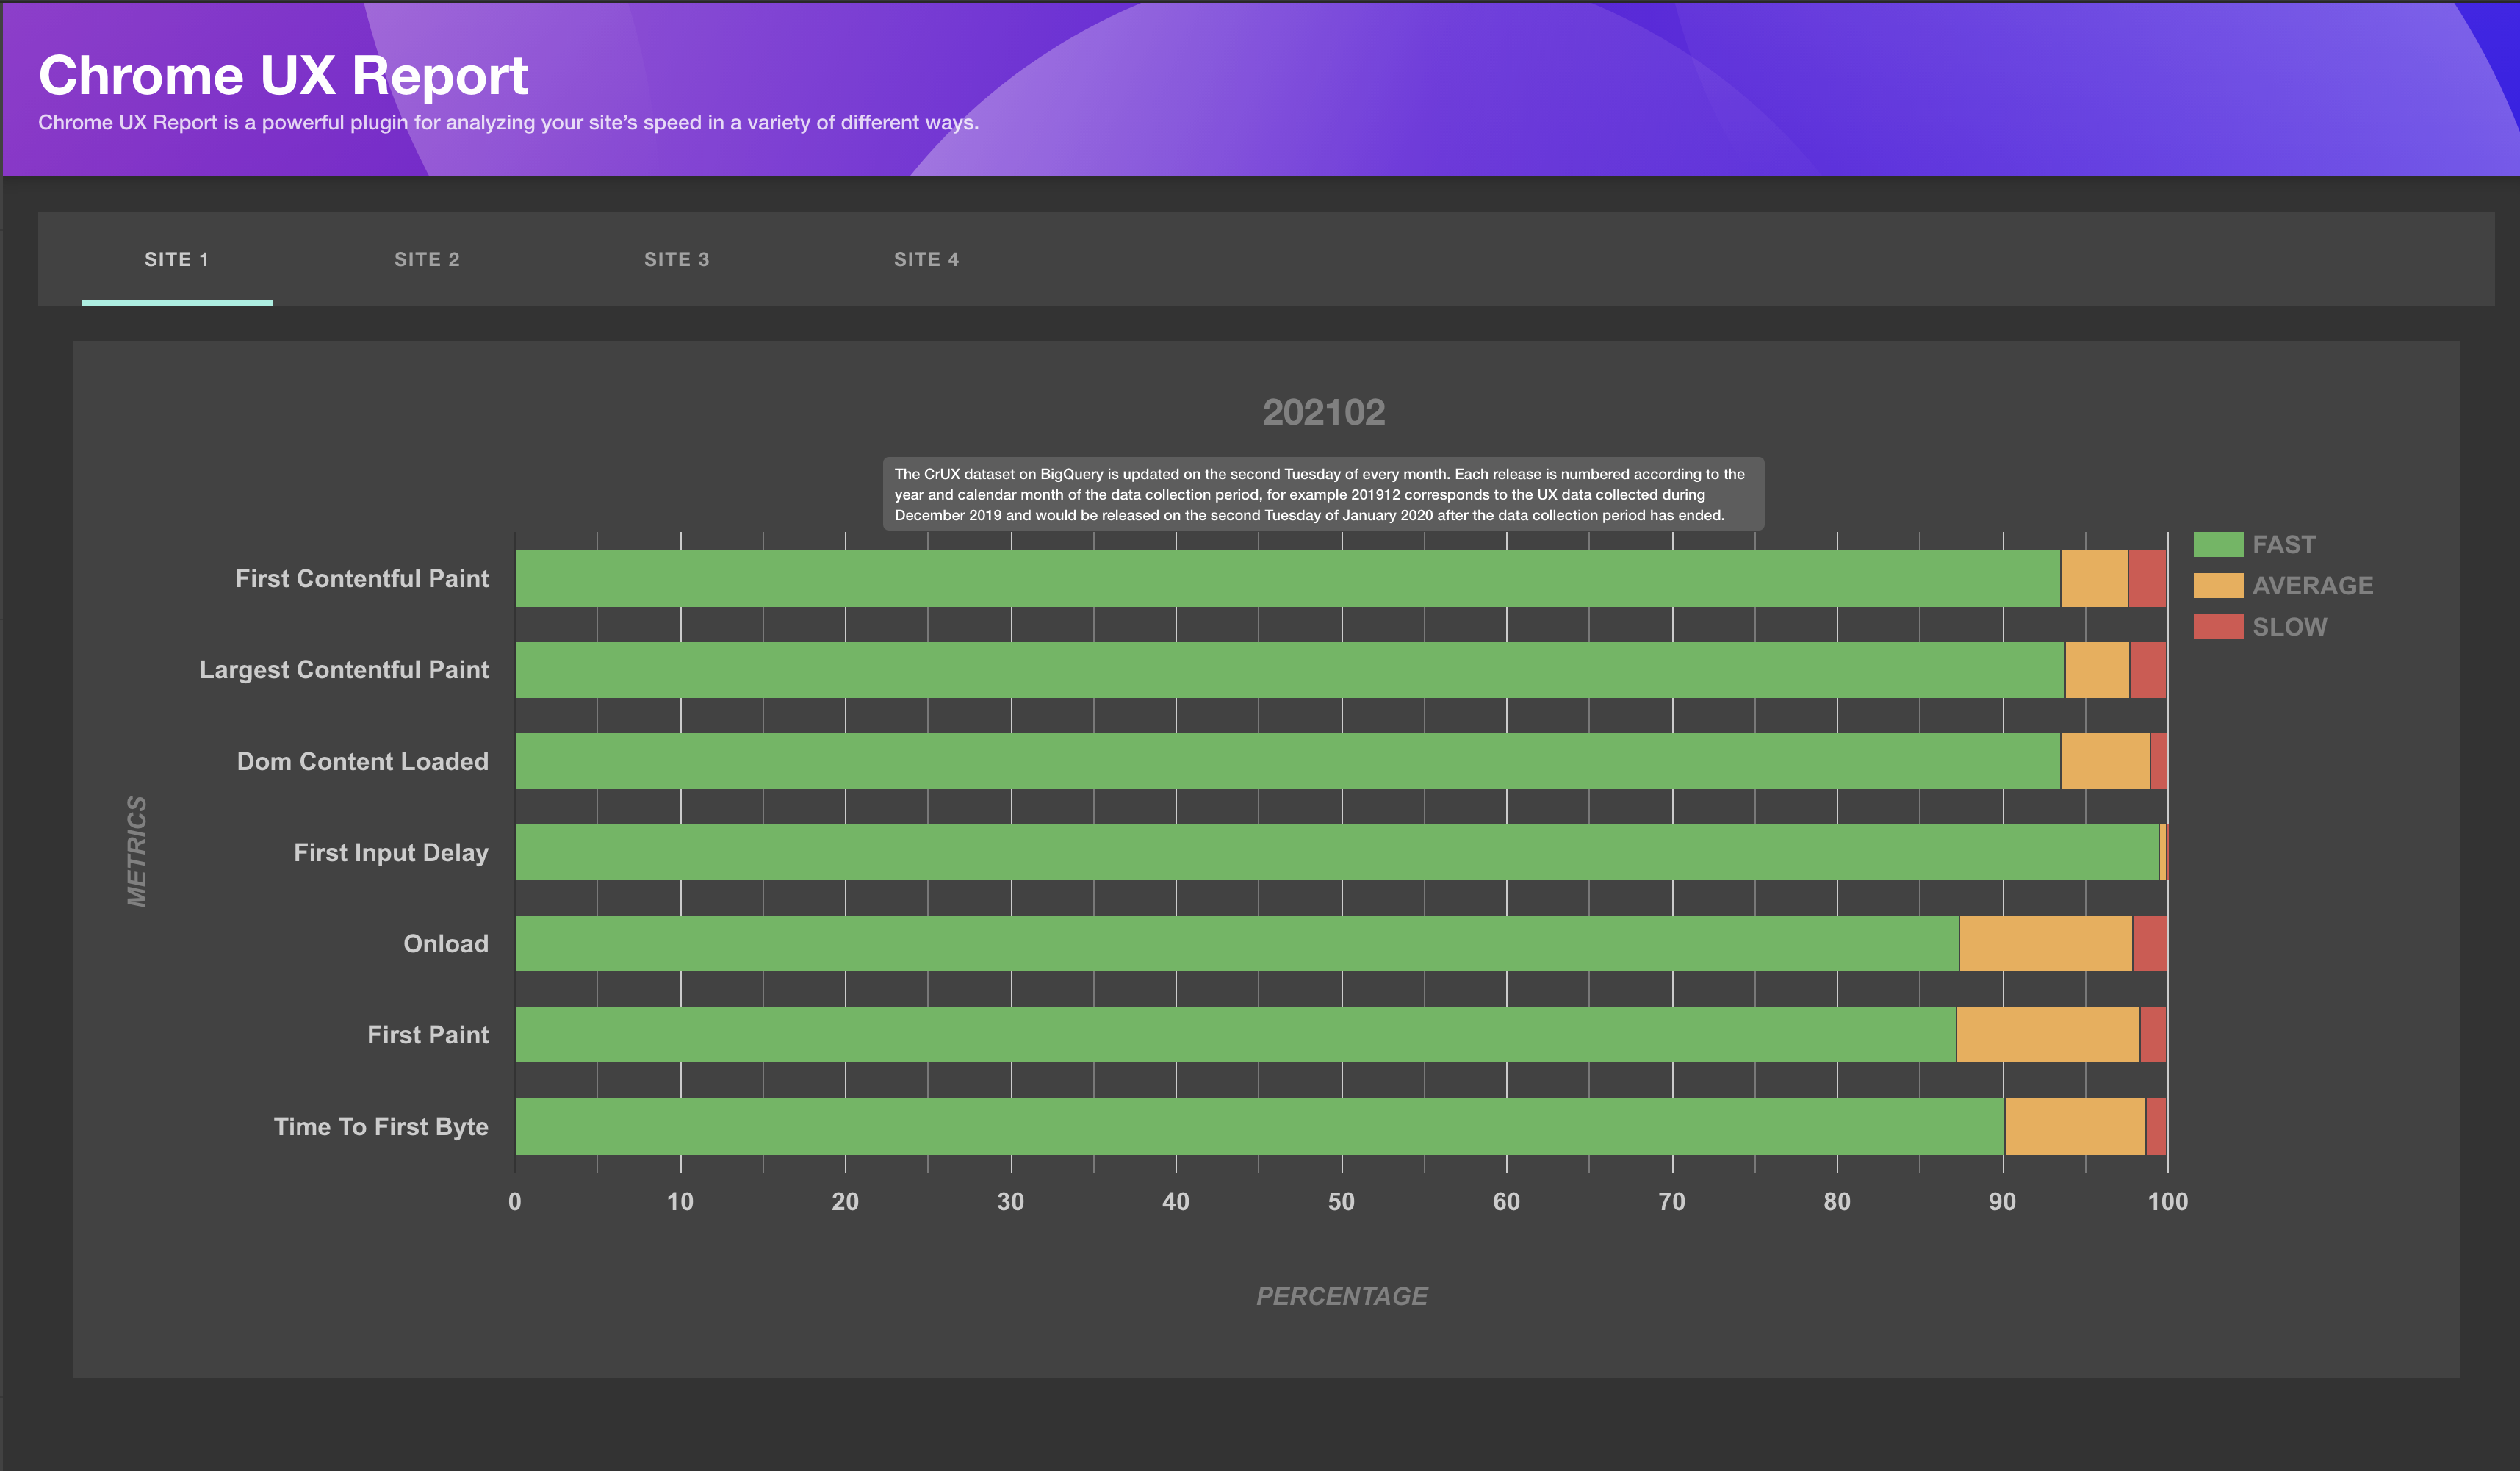 Chrome UX Report
Chrome UX Report is a powerful plugin for analyzing your site’s speed in a variety of different ways.
SITE 1
SITE 2
SITE 3
SITE 4
202102
The CrUX dataset on BigQuery is updated on the second Tuesday of every month. Each release is numbered according to the
year and calendar month of the data collection period, for example 201912 corresponds to the UX data collected during
December 2019 and would be released on the second Tuesday of January 2020 after the data collection period has ended.
FAST
AVERAGE
SLOW
METRICS
First Contentful Paint
Largest Contentful Paint
Dom Content Loaded
First Input Delay
Onload
First Paint
Time To First Byte
0 10 20 30 40 50 60 70 80 90 100
PERCENTAGE